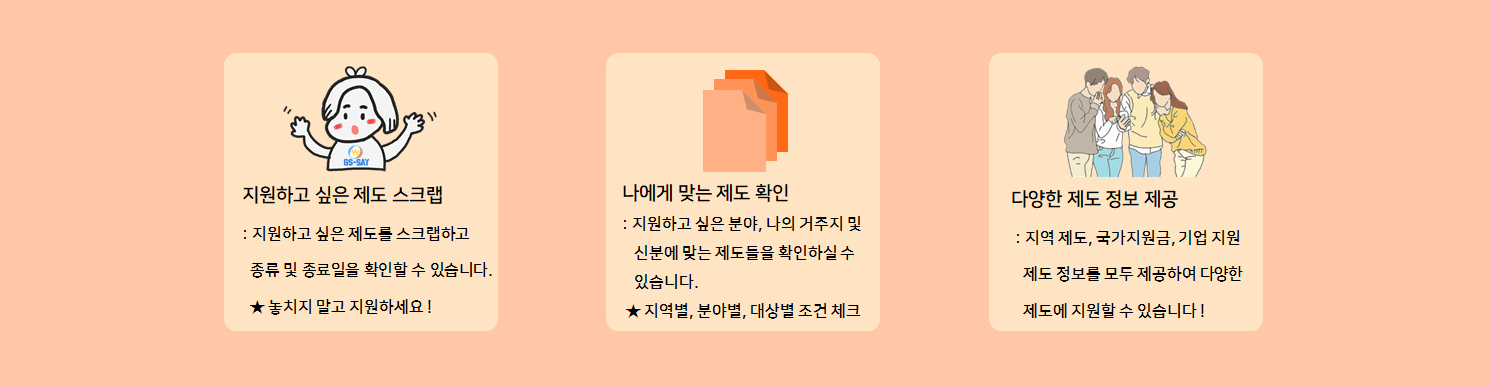 GS-SAY
지원하고 싶은 제도 스크랩
: 지원하고 싶은 제도를 스크랩하고
종류 및 종료일을 확인할 수 있습니다.
★ 놓치지 말고 지원하세요 !
나에게 맞는 제도 확인
: 지원하고 싶은 분야, 나의 거주지 및
신분에 맞는 제도들을 확인하실 수
있습니다.
★ 지역별, 분야별, 대상별 조건 체크
다양한 제도 정보 제공
: 지역 제도, 국가지원금, 기업 지원
제도 정보를 모두 제공하여 다양한
제도에 지원할 수 있습니다 !